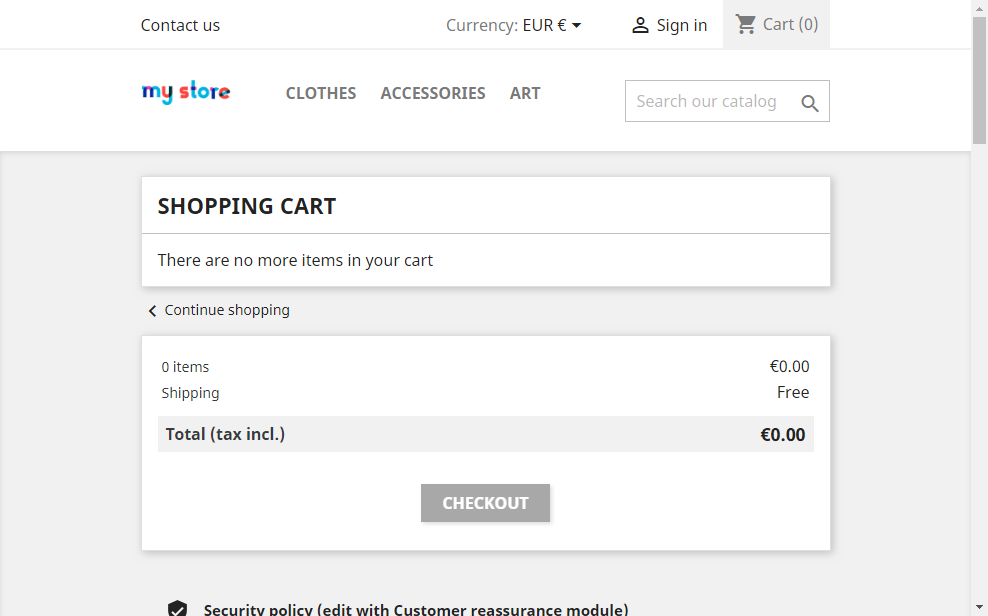 Contact us
Currency: EUR €
Sign in
Cart (0)
my store
CLOTHES
ACCESSORIES
ART
Search our catalog
SHOPPING CART
There are no more items in your cart
Continue shopping
0 items €0.00
Shipping Free
Total (tax incl.) €0.00
CHECKOUT
Security policy (edit with Customer reassurance module)